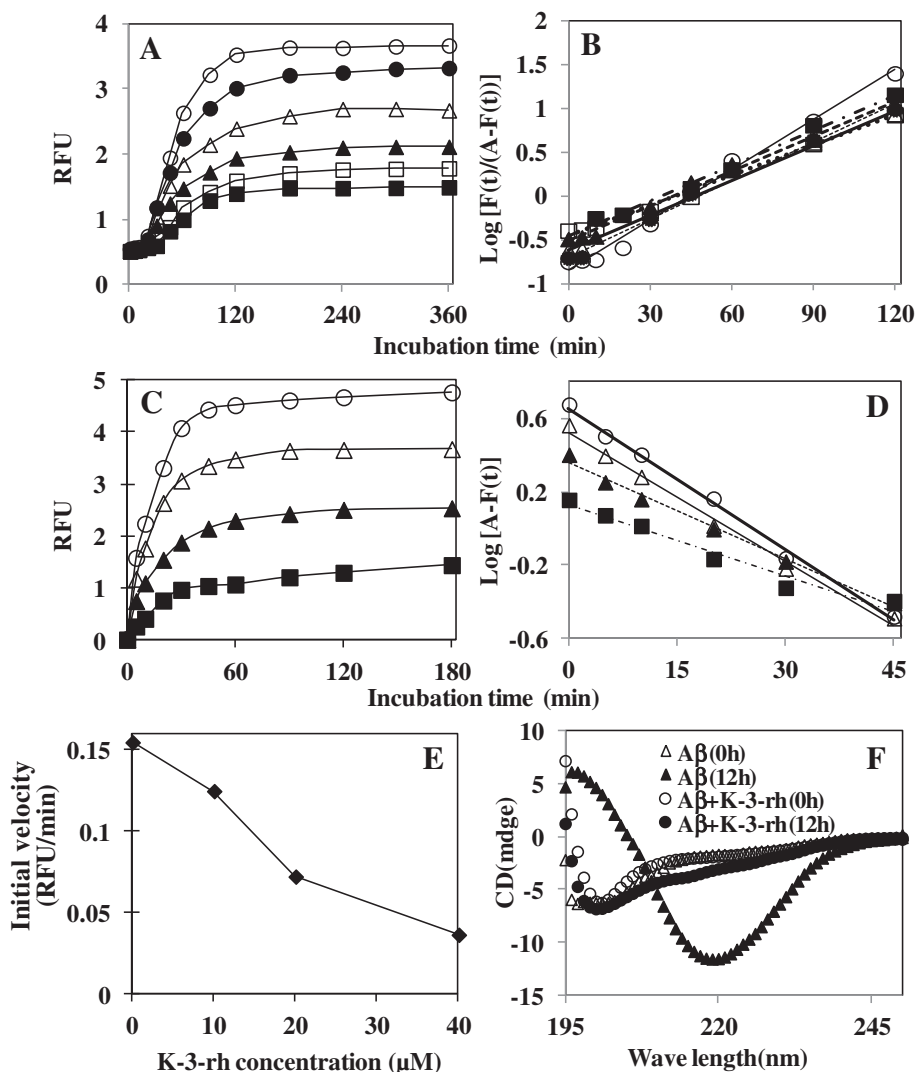 A
4
3
2
1
0
RFU
0 120 240 360
B
2
1.5
1
0.5
0
-0.5
-1
Log [F(t)/(A-F(t))]
0 30 60 90 120
Incubation time (min)
C
5
4
3
2
1
0
RFU
0 60 120 180
D
0.6
0.2
-0.2
-0.6
Log [A-F(t)]
0 15 30 45
Incubation time (min)
E
0.15
0.1
0.05
0
Initial velocity
(RFU/min)
0 10 20 30 40
K-3-rh concentration (µM)
F
10
5
0
-5
-10
-15
CD(mdge)
Aβ(0h)
Aβ(12h)
Aβ+K-3-rh(0h)
Aβ+K-3-rh(12h)
195 220 245
Wave length(nm)